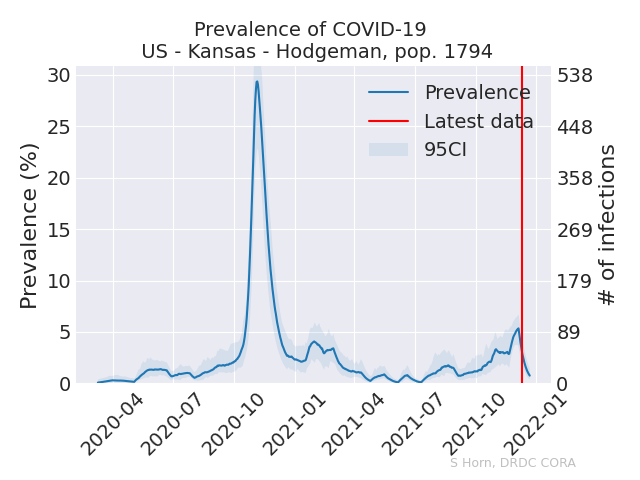 Prevalence of COVID-19
US - Kansas - Hodgeman, pop. 1794
Prevalence
Latest data
95CI
Prevalence (%)
30
25
20
15
10
5
0
# of infections
538
448
358
269
179
89
0
2020-04
2020-07
2020-10
2021-01
2021-04
2021-07
2021-10
2022-01
S Horn, DRDC CORA